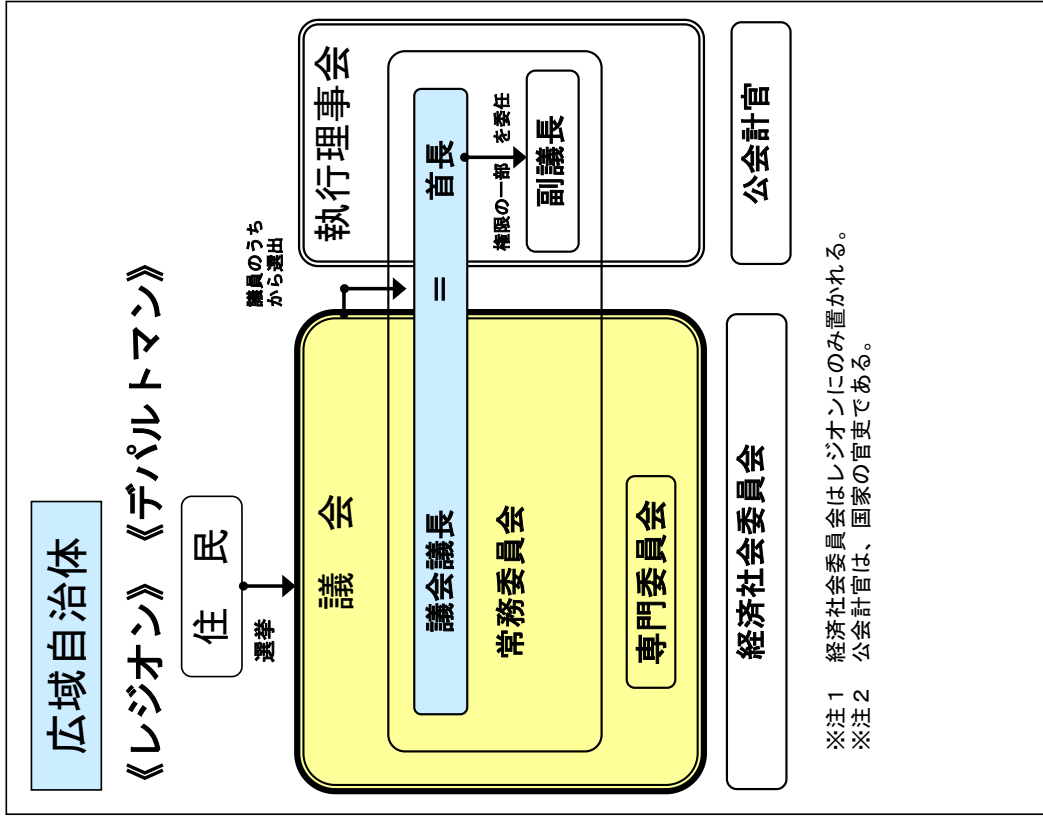 広域自治体
《レジオン》 《デパルトマン》
住民
選挙
議員のうち
から選出
議会
執行理事会
議会議長 = 首長
権限の一部 を委任
副議長
常務委員会
専門委員会
経済社会委員会
公会計官
※注1 経済社会委員会はレジオンにのみ置かれる。
※注2 公会計官は、国家の官吏である。